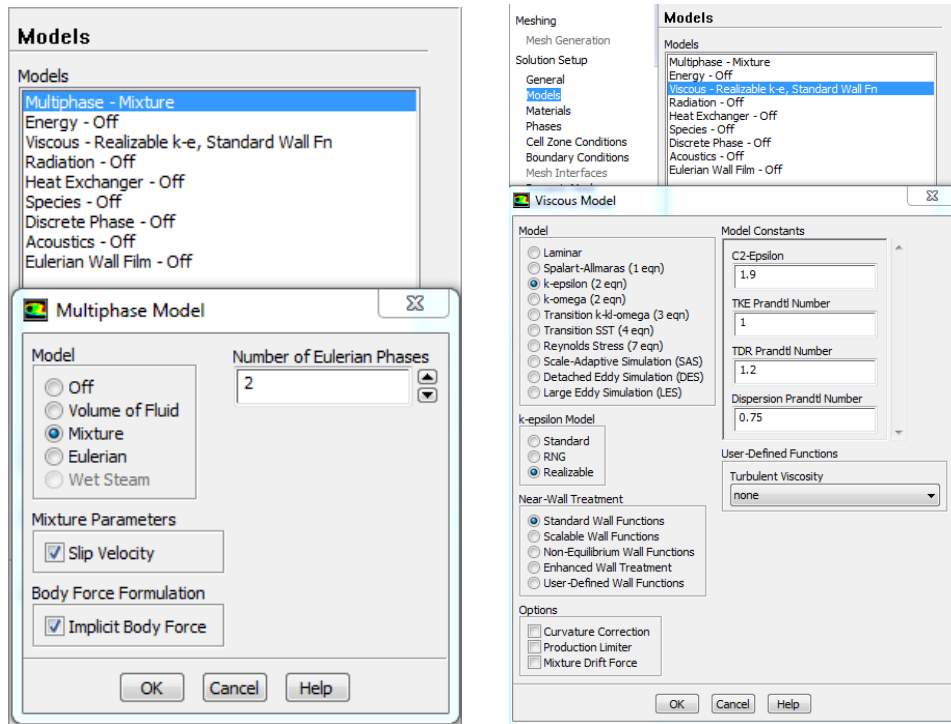 Models
Models
Multiphase - Mixture
Energy - Off
Viscous - Realizable k-e, Standard Wall Fn
Radiation - Off
Heat Exchanger - Off
Species - Off
Discrete Phase - Off
Acoustics - Off
Eulerian Wall Film - Off
Multiphase Model
Model
Off
Volume of Fluid
Mixture
Eulerian
Wet Steam
Number of Eulerian Phases
2
Mixture Parameters
Slip Velocity
Body Force Formulation
Implicit Body Force
OK Cancel Help
Meshing
Mesh Generation
Solution Setup
General
Models
Materials
Phases
Cell Zone Conditions
Boundary Conditions
Mesh Interfaces
Models
Models
Multiphase - Mixture
Energy - Off
Viscous - Realizable k-e, Standard Wall Fn
Radiation - Off
Heat Exchanger - Off
Species - Off
Discrete Phase - Off
Acoustics - Off
Eulerian Wall Film - Off
Viscous Model
Model
Laminar
Spalart-Allmaras (1 eqn)
k-epsilon (2 eqn)
k-omega (2 eqn)
Transition k-kl-omega (3 eqn)
Transition SST (4 eqn)
Reynolds Stress (7 eqn)
Scale-Adaptive Simulation (SAS)
Detached Eddy Simulation (DES)
Large Eddy Simulation (LES)
k-epsilon Model
Standard
RNG
Realizable
Near-Wall Treatment
Standard Wall Functions
Scalable Wall Functions
Non-Equilibrium Wall Functions
Enhanced Wall Treatment
User-Defined Wall Functions
Options
Curvature Correction
Production Limiter
Mixture Drift Force
Model Constants
C2-Epsilon
1.9
TKE Prandtl Number
1
TDR Prandtl Number
1.2
Dispersion Prandtl Number
0.75
User-Defined Functions
Turbulent Viscosity
none
OK Cancel Help